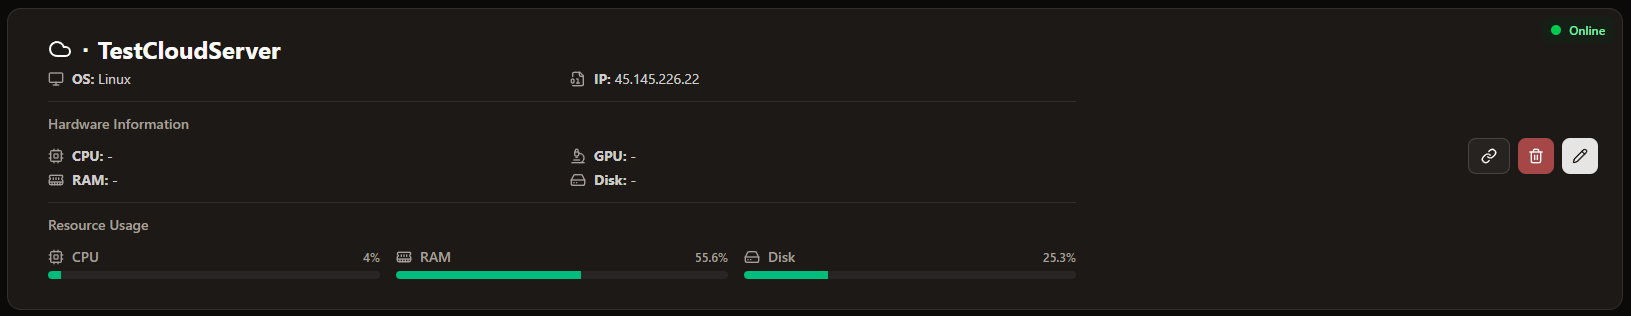 Online
· TestCloudServer
OS: Linux IP: 45.145.226.22
Hardware Information
CPU: - GPU: -
RAM: - Disk: -
Resource Usage
CPU 4% RAM 55.6% Disk 25.3%